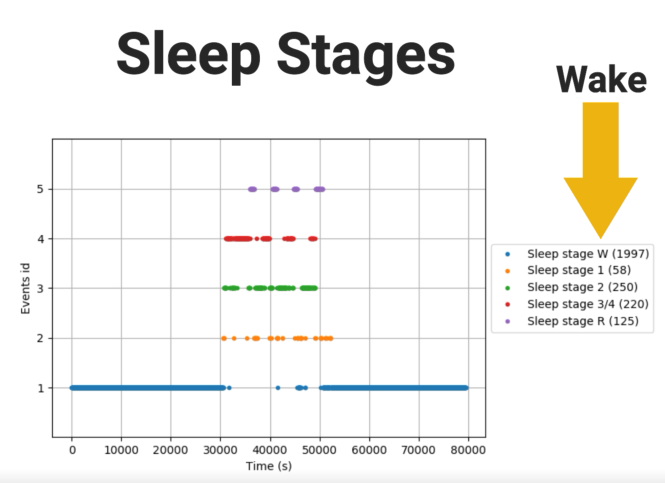 Sleep Stages
Wake
5
4
3
2
1
Events id
0 10000 20000 30000 40000 50000 60000 70000 80000
Time (s)
Sleep stage W (1997)
Sleep stage 1 (58)
Sleep stage 2 (250)
Sleep stage 3/4 (220)
Sleep stage R (125)